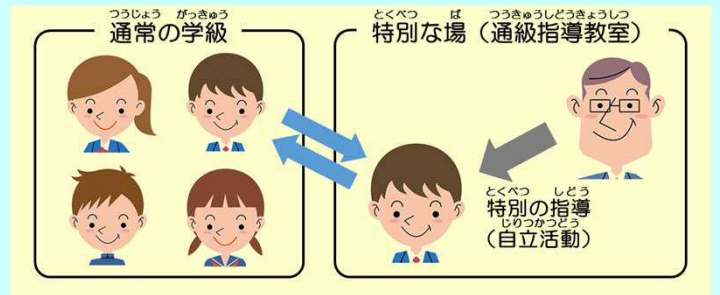 つうじょう がっきゅう
通常の学級
とくべつ ば つうきゅうしどうきょうしつ
特別な場（通級指導教室）
とくべつ しどう
特別の指導
じりつかつどう
（自立活動）